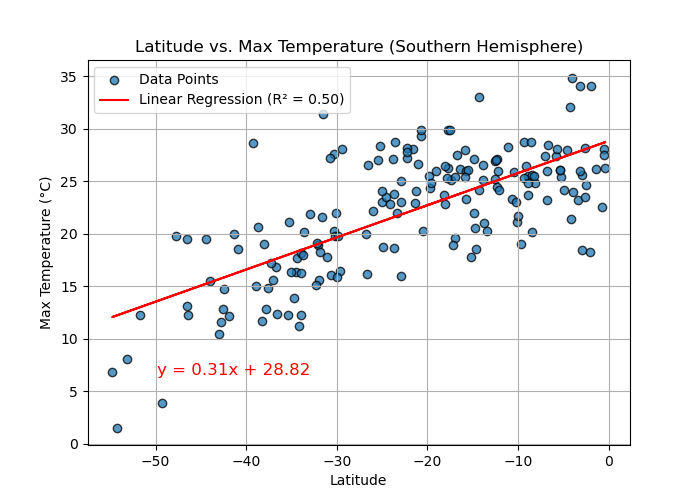 Latitude vs. Max Temperature (Southern Hemisphere)
Data Points
Linear Regression (R² = 0.50)
Max Temperature (°C)
35
30
25
20
15
10
5
0
y = 0.31x + 28.82
−50
−40
−30
−20
−10
0
Latitude